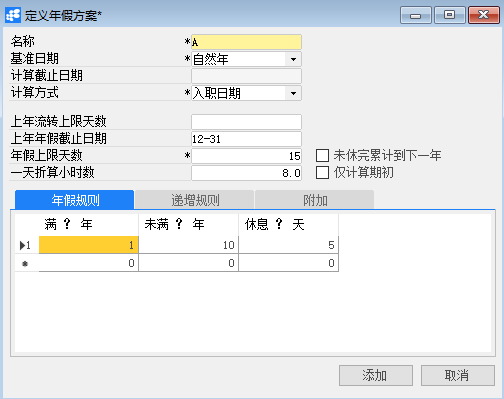 定义年假方案*
名称 * A
基准日期 * 自然年
计算截止日期
计算方式 * 入职日期
上年流转上限天数
上年年假截止日期 12-31
年假上限天数 * 15 未休完累计到下一年
一天折算小时数 * 8.0 仅计算期初
年假规则 递增规则 附加
满 ? 年 未满 ? 年 休息 ? 天
1 1 10 5
* 0 0 0
添加 取消